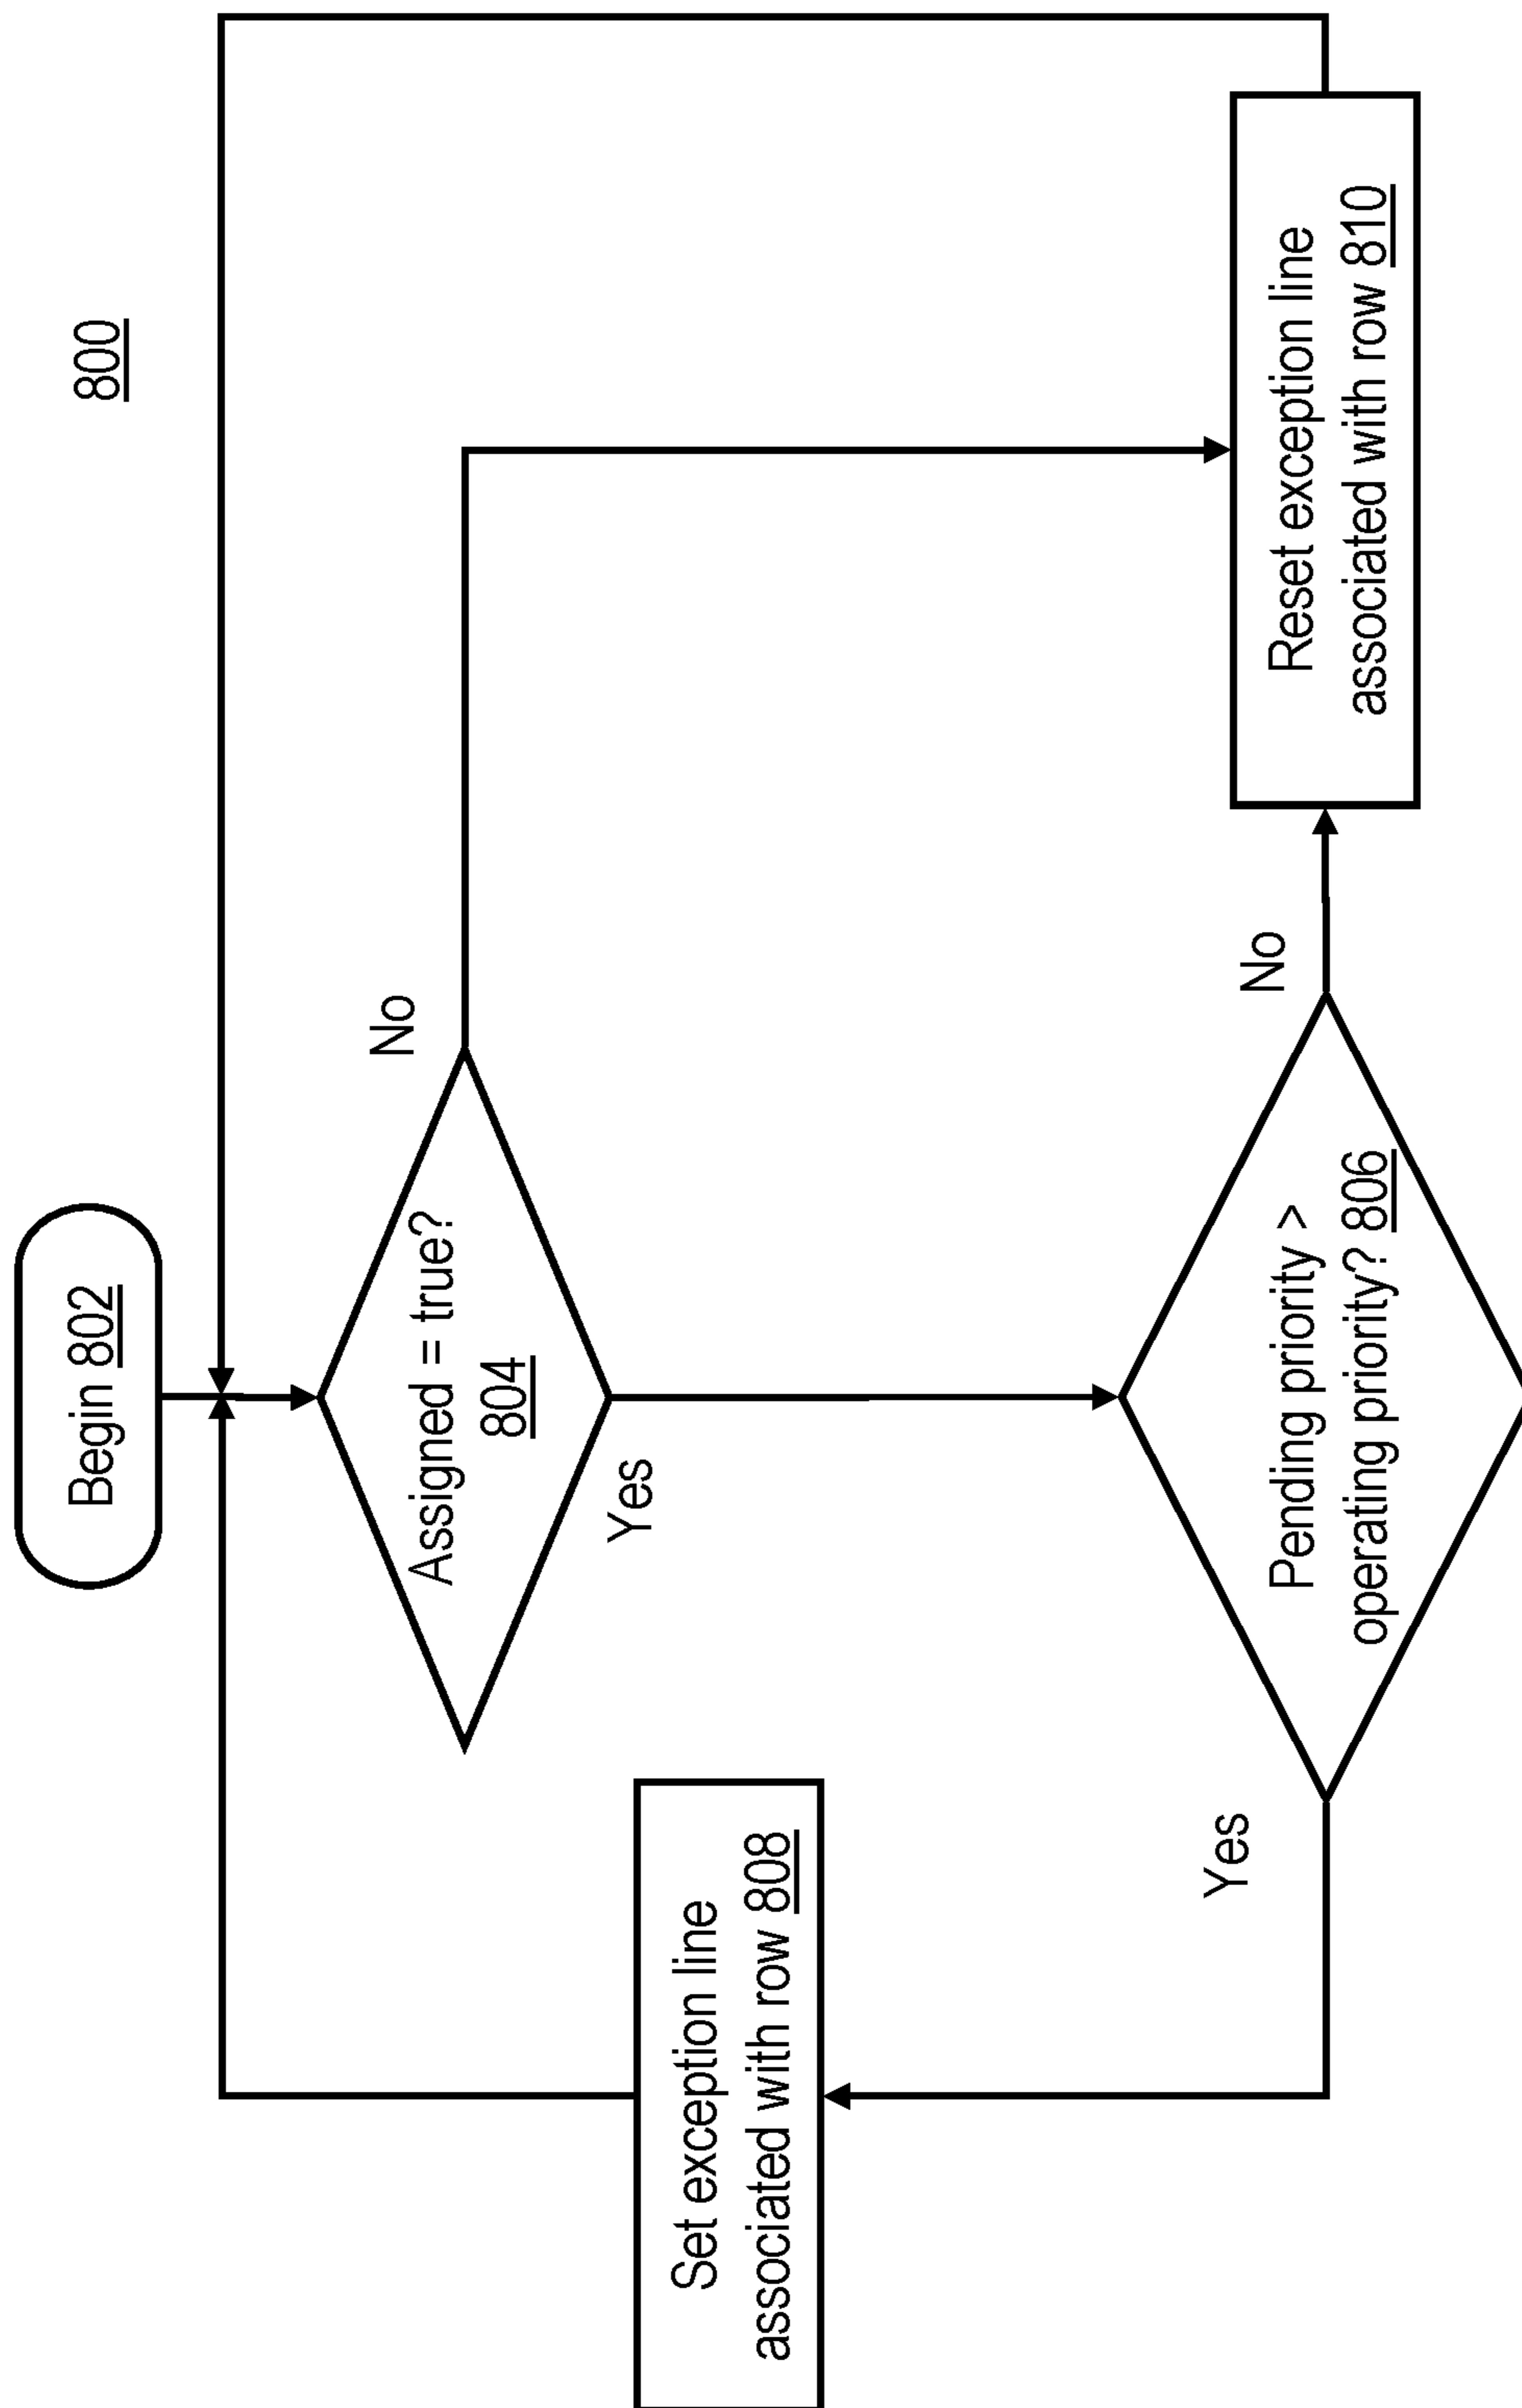 800
Begin 802
Assigned = true?
804
No
Yes
Set exception line
associated with row 808
Pending priority >
operating priority? 806
Yes
No
Reset exception line
associated with row 810